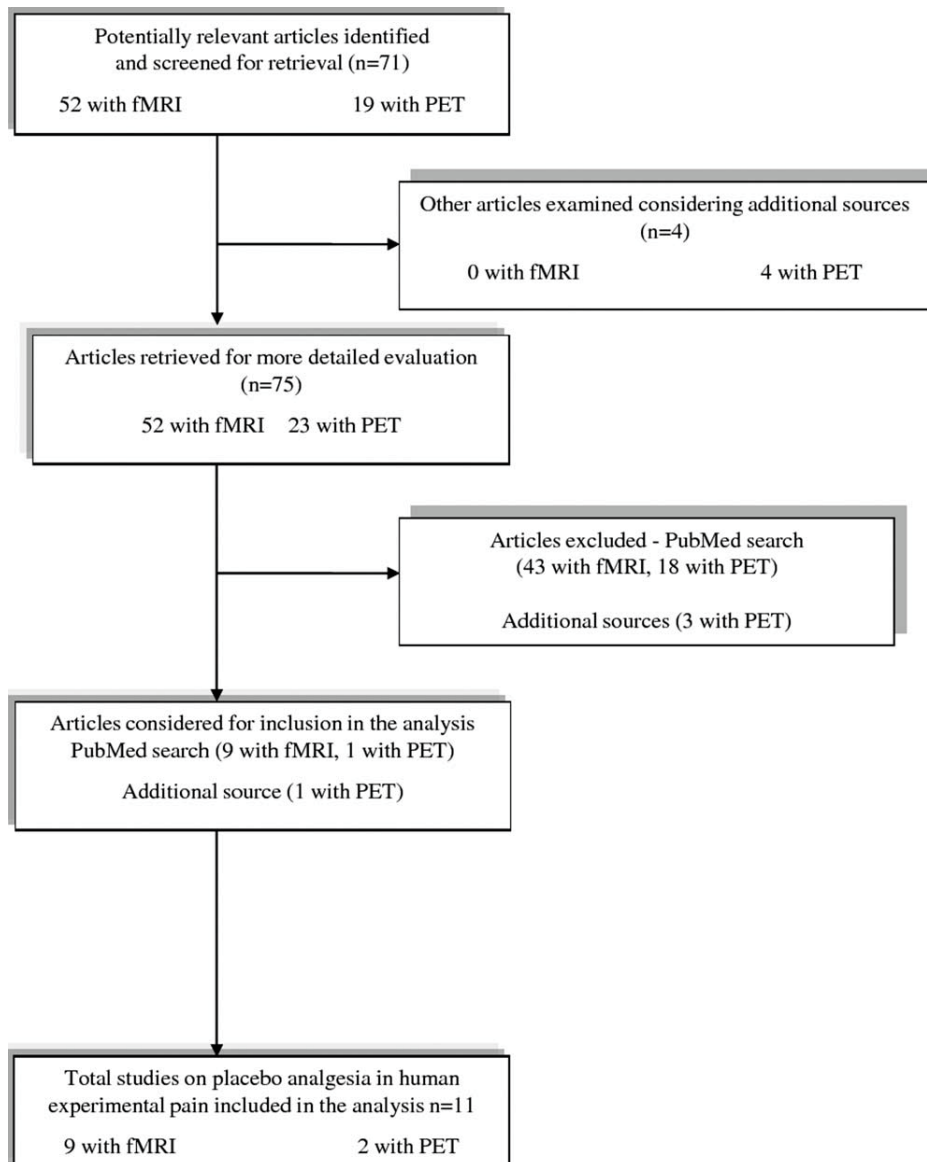 Potentially relevant articles identified
and screened for retrieval (n=71)
52 with fMRI 19 with PET
Other articles examined considering additional sources
(n=4)
0 with fMRI 4 with PET
Articles retrieved for more detailed evaluation
(n=75)
52 with fMRI 23 with PET
Articles excluded - PubMed search
(43 with fMRI, 18 with PET)
Additional sources (3 with PET)
Articles considered for inclusion in the analysis
PubMed search (9 with fMRI, 1 with PET)
Additional source (1 with PET)
Total studies on placebo analgesia in human
experimental pain included in the analysis n=11
9 with fMRI 2 with PET